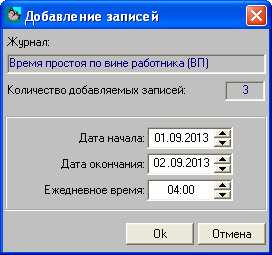 Добавление записей
Журнал:
Время простоя по вине работника (ВП)
Количество добавляемых записей: 3
Дата начала: 01.09.2013
Дата окончания: 02.09.2013
Ежедневное время: 04:00
Ok Отмена